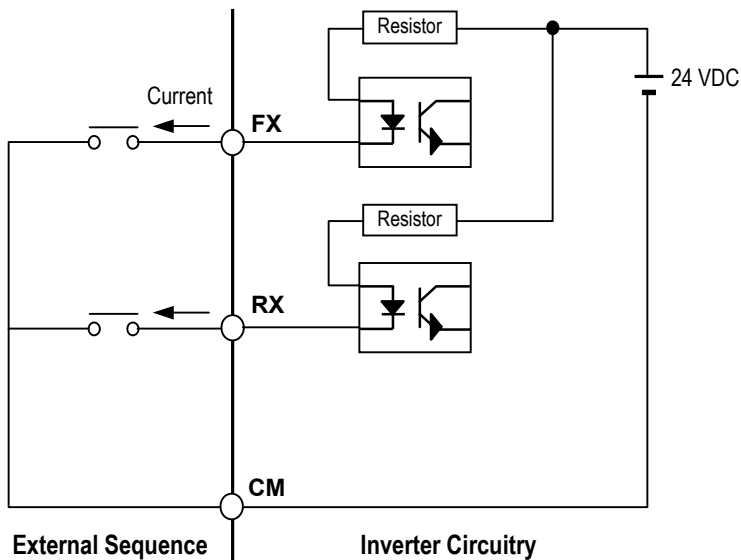 Resistor
24 VDC
Current
FX
Resistor
RX
CM
External Sequence
Inverter Circuitry